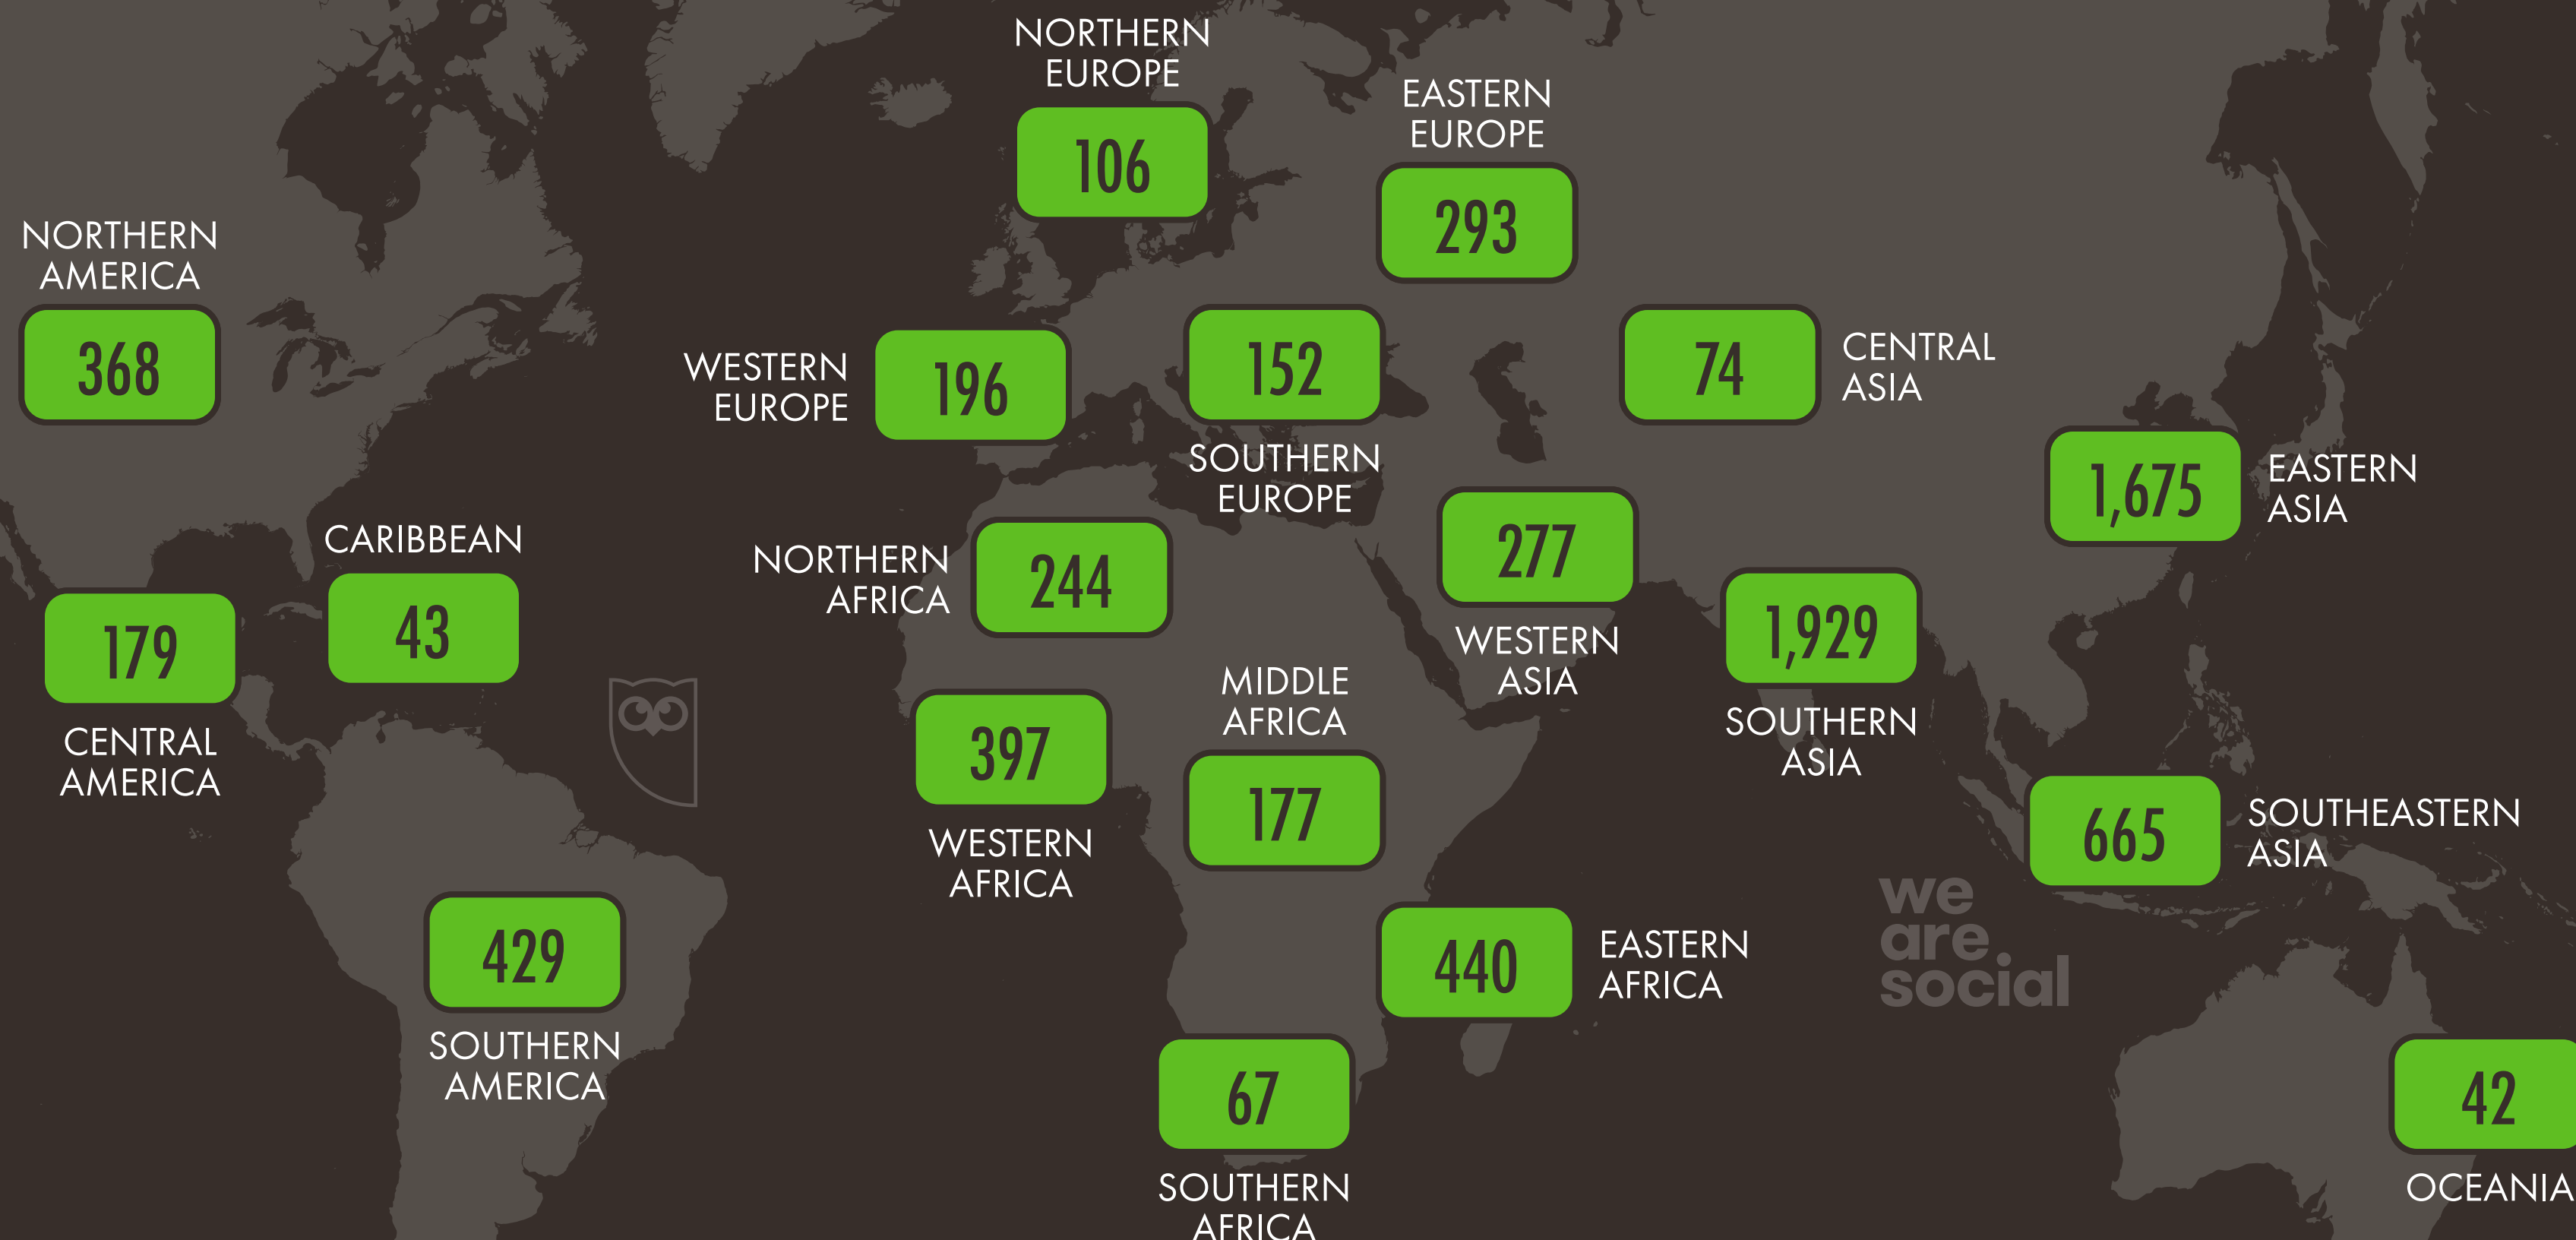 NORTHERN
EUROPE
106
EASTERN
EUROPE
293
NORTHERN
AMERICA
368
WESTERN
EUROPE
196
152
SOUTHERN
EUROPE
74
CENTRAL
ASIA
1,675
EASTERN
ASIA
CARIBBEAN
43
179
CENTRAL
AMERICA
NORTHERN
AFRICA
244
277
WESTERN
ASIA
1,929
SOUTHERN
ASIA
397
WESTERN
AFRICA
MIDDLE
AFRICA
177
665
SOUTHEASTERN
ASIA
429
SOUTHERN
AMERICA
440
EASTERN
AFRICA
we
are
social
67
SOUTHERN
AFRICA
42
OCEANIA